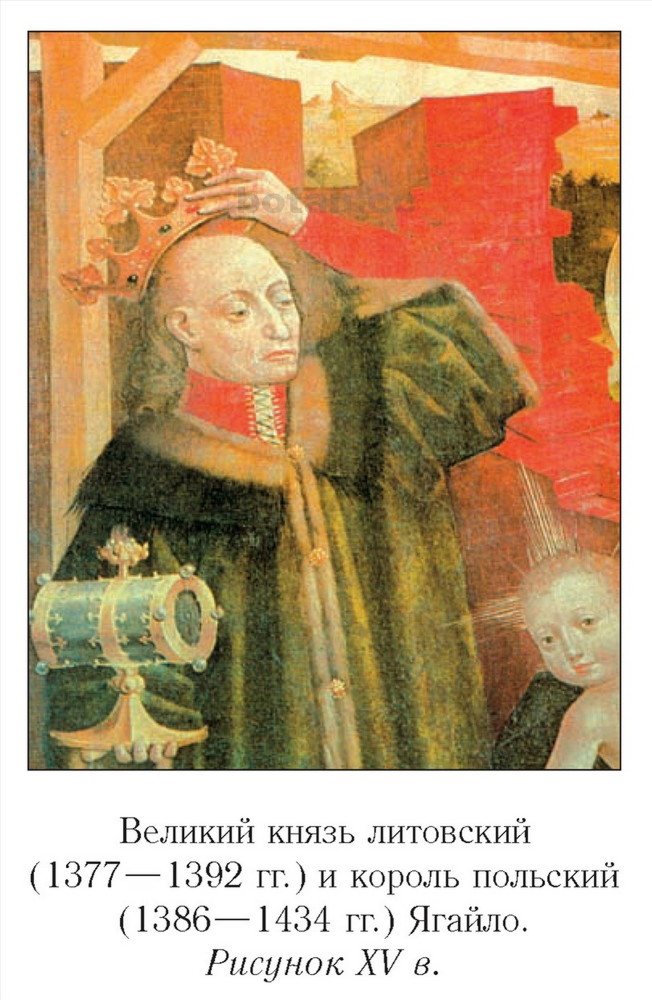 Великий князь литовский
(1377—1392 гг.) и король польский
(1386—1434 гг.) Ягайло.
Рисунок XV в.